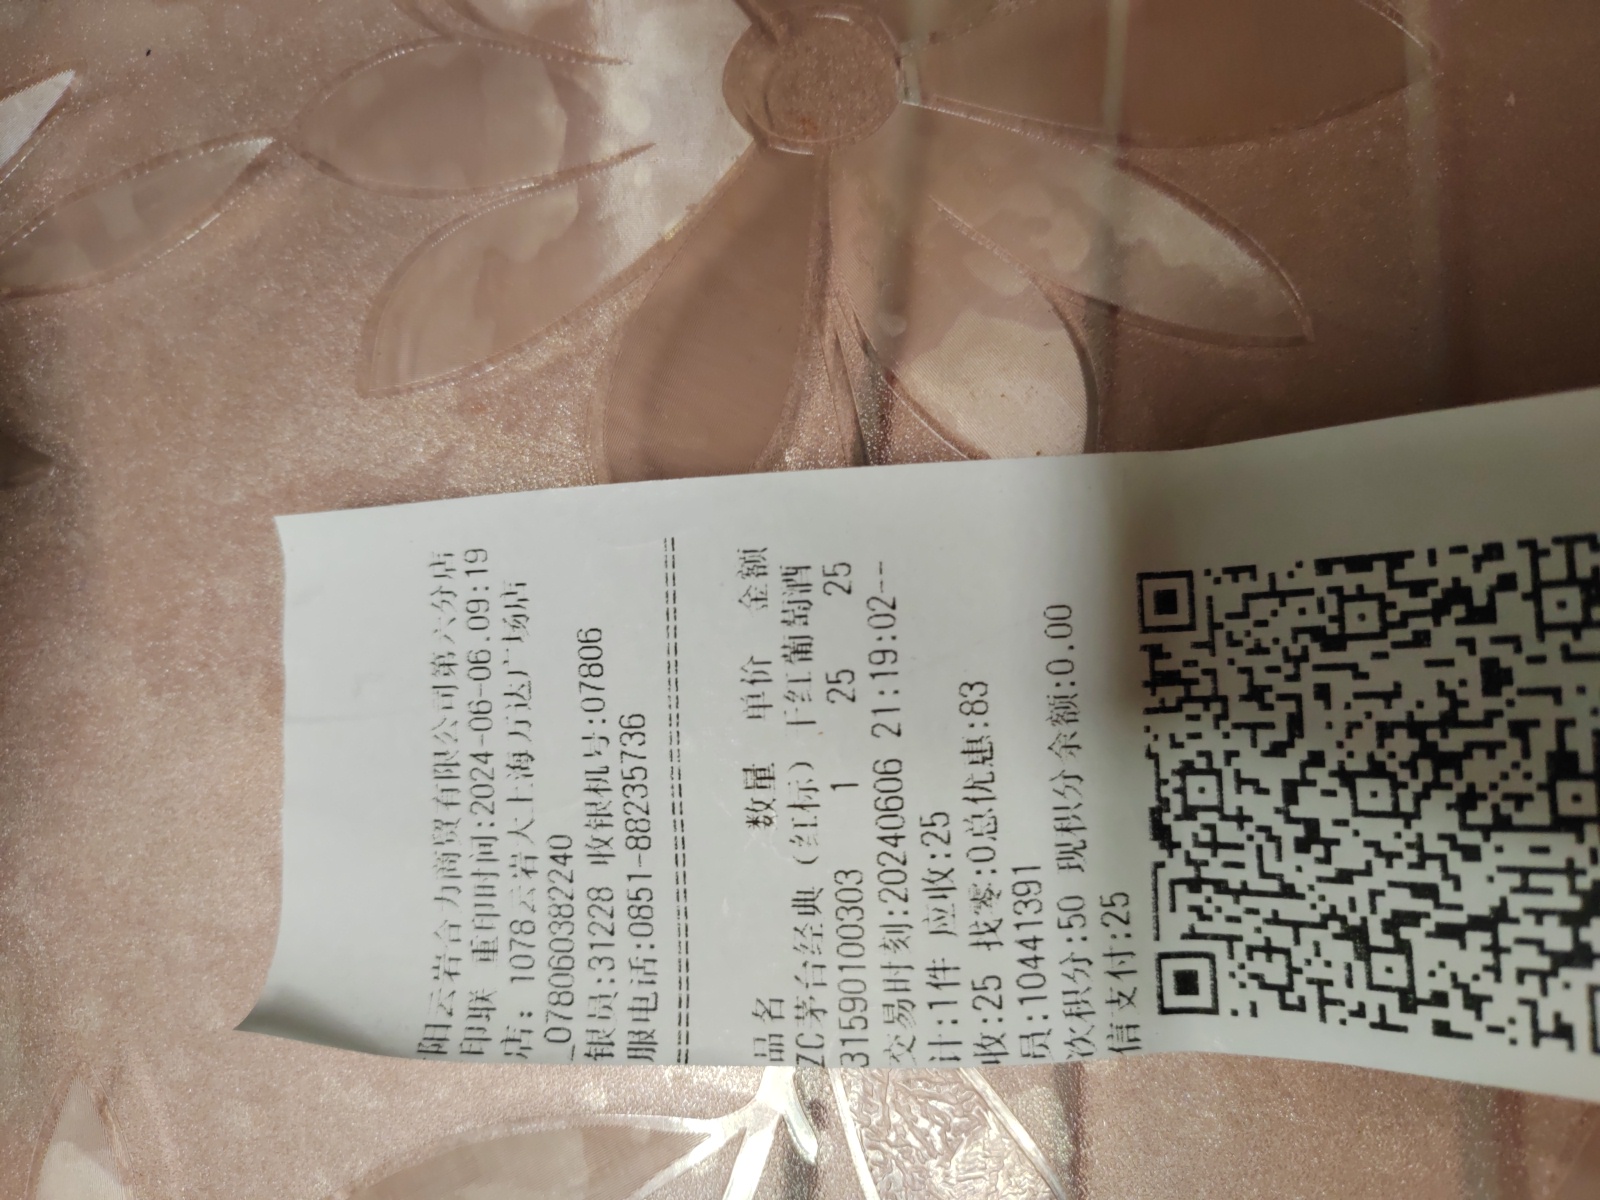 阳云岩合力商贸有限公司第六分店
印联 重印时间:2024-06-06.09:19
店: 1078云岩大上海万达广场店
_0780606382240
银员:31228 收银机号:07806
服电话:0851-88235736
品名 数量 单价 金额
ZC茅台经典(红标)干红葡萄酒
3159010030​3 1 25 25
交易时刻:20240606 21:19:02--
计:1件 应收:25
收:25 找零:0总优惠:83
员:10441391
次积分:50 现积分余额:0.00
信支付:25